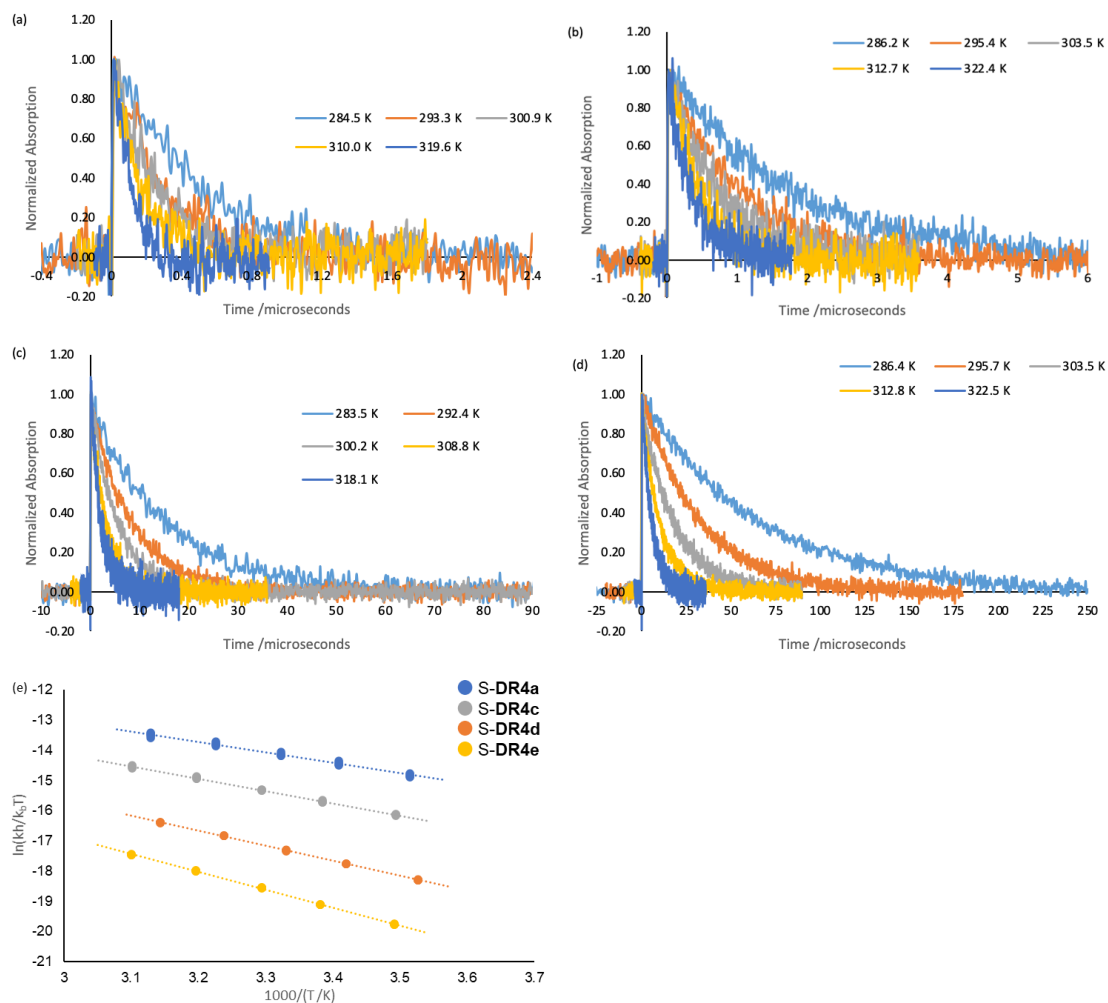 (a)
1.20
1.00
0.80
0.60
0.40
0.20
0.00
-0.20
Normalized Absorption
-0.4 0 0.4 0.8 1.2 1.6 2 2.4
Time /microseconds
284.5 K 293.3 K 300.9 K
310.0 K 319.6 K
(b)
1.20
1.00
0.80
0.60
0.40
0.20
0.00
-0.20
Normalized Absorption
-1 0 1 2 3 4 5 6
Time /microseconds
286.2 K 295.4 K 303.5 K
312.7 K 322.4 K
(c)
1.20
1.00
0.80
0.60
0.40
0.20
0.00
-0.20
Normalized Absorption
-10 0 10 20 30 40 50 60 70 80 90
Time /microseconds
283.5 K 292.4 K
300.2 K 308.8 K
318.1 K
(d)
1.20
1.00
0.80
0.60
0.40
0.20
0.00
-0.20
Normalized Absorption
-25 0 25 50 75 100 125 150 175 200 225 250
Time /microseconds
286.4 K 295.7 K 303.5 K
312.8 K 322.5 K
(e)
-12
-13
-14
-15
-16
-17
-18
-19
-20
-21
ln(kh/k_bT)
3 3.1 3.2 3.3 3.4 3.5 3.6 3.7
1000/(T/K)
S-DR4a
S-DR4c
S-DR4d
S-DR4e